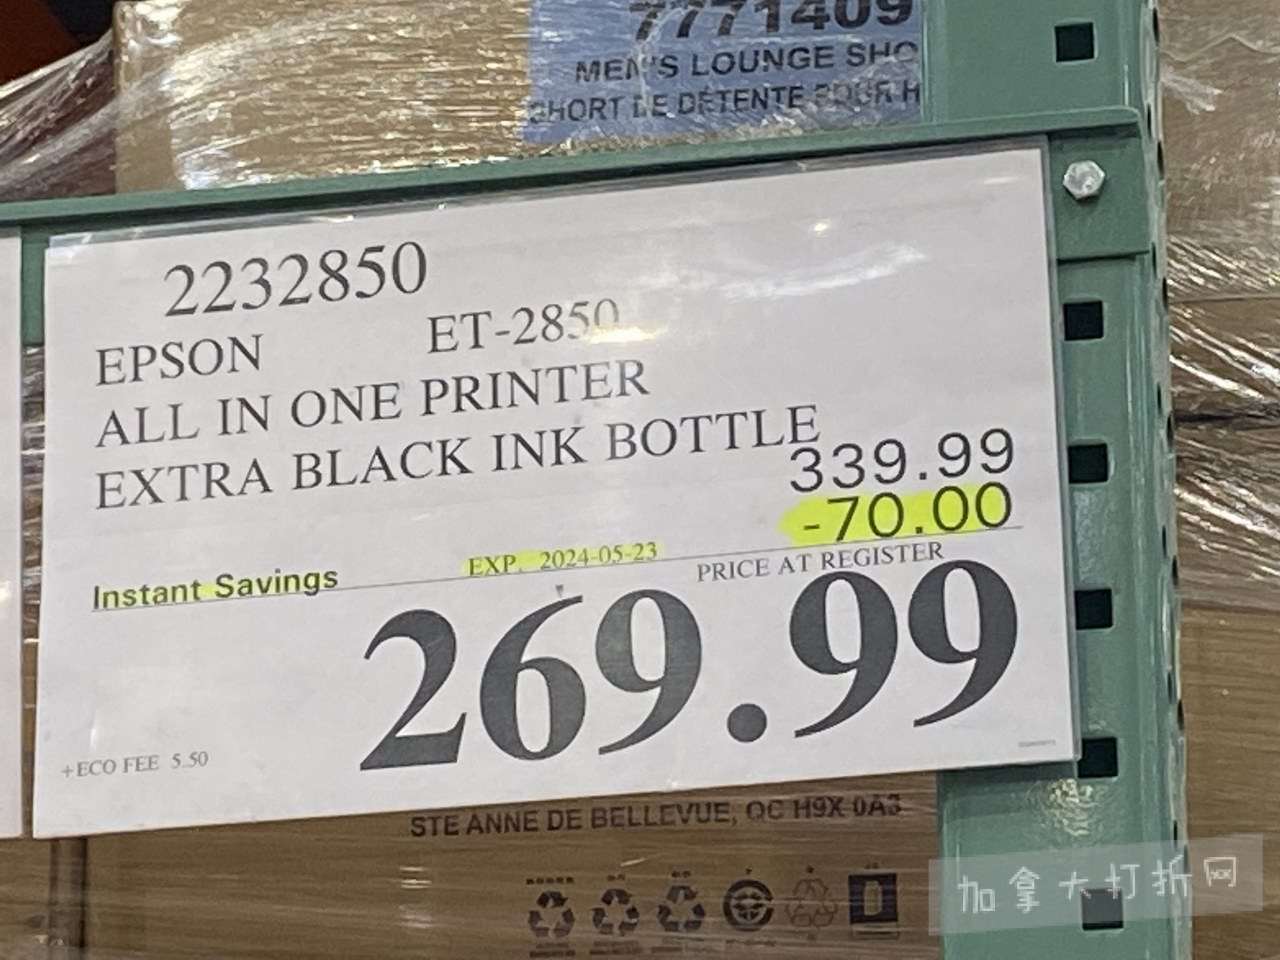 7771409
MEN'S LOUNGE SHO
SHORT DE DÉTENTE POUR H
2232850
EPSON ET-2850
ALL IN ONE PRINTER
EXTRA BLACK INK BOTTLE
339.99
-70.00
Instant Savings EXP. 2024-05-23 PRICE AT REGISTER
269.99
+ECO FEE 5.50
STE ANNE DE BELLEVUE, QC H9X 0A3
加拿大打折网